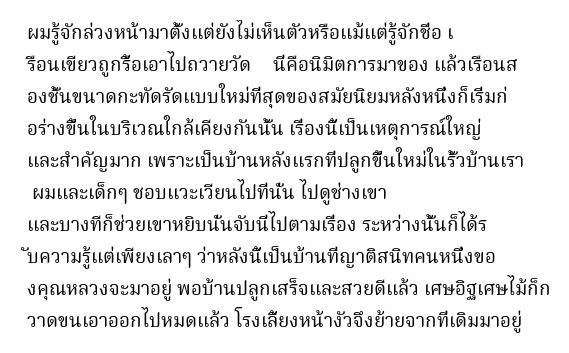 ผมรู้จักล่วงหน้ามาตั้งแต่ยังไม่เห็นตัวหรือแม้แต่รู้จักชื่อ เ
รือนเขียวถูกรื้อเอาไปถวายวัด    นี่คือนิมิตการมาของ แล้วเรือนส
องชั้นขนาดกะทัดรัดแบบใหม่ที่สุดของสมัยนิยมหลังหนึ่งก็เริ่มก่
อร่างขึ้นในบริเวณใกล้เคียงกันนั้น เรื่องนี้เป็นเหตุการณ์ใหญ่
และสำคัญมาก เพราะเป็นบ้านหลังแรกที่ปลูกขึ้นใหม่ในรั้วบ้านเรา
 ผมและเด็กๆ ชอบแวะเวียนไปที่นั่น ไปดูช่างเขา
และบางทีก็ช่วยเขาหยิบนั่นจับนี่ไปตามเรื่อง ระหว่างนั้นก็ได้ร
ับความรู้แต่เพียงเลาๆ ว่าหลังนี้เป็นบ้านที่ญาติสนิทคนหนึ่งขอ
งคุณหลวงจะมาอยู่ พอบ้านปลูกเสร็จและสวยดีแล้ว เศษอิฐเศษไม้ก็ก
วาดขนเอาออกไปหมดแล้ว โรงเลี้ยงหน้างัวจึงย้ายจากที่เดิมมาอยู่